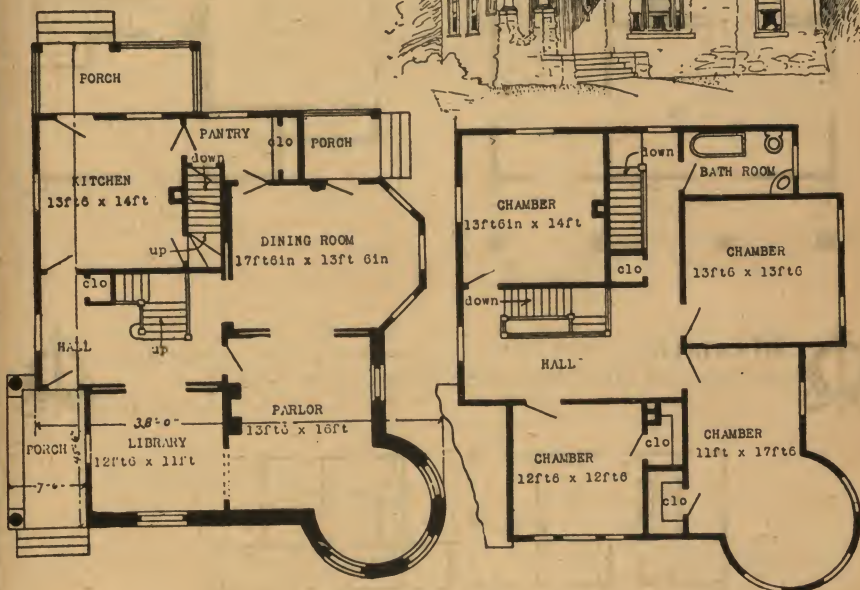 PORCH
PANTRY
clo
PORCH
down
KITCHEN
13ft6 x 14ft
up
DINING ROOM
17ft6in x 13ft 6in
clo
up
HALL
38'-0"
PARLOR
13ft6 x 16ft
LIBRARY
12ft6 x 11ft
PORCH
down
BATH ROOM
CHAMBER
13ft6in x 14ft
CHAMBER
13ft6 x 13ft6
clo
down
HALL
CHAMBER
12ft6 x 12ft6
clo
CHAMBER
11ft x 17ft6
clo